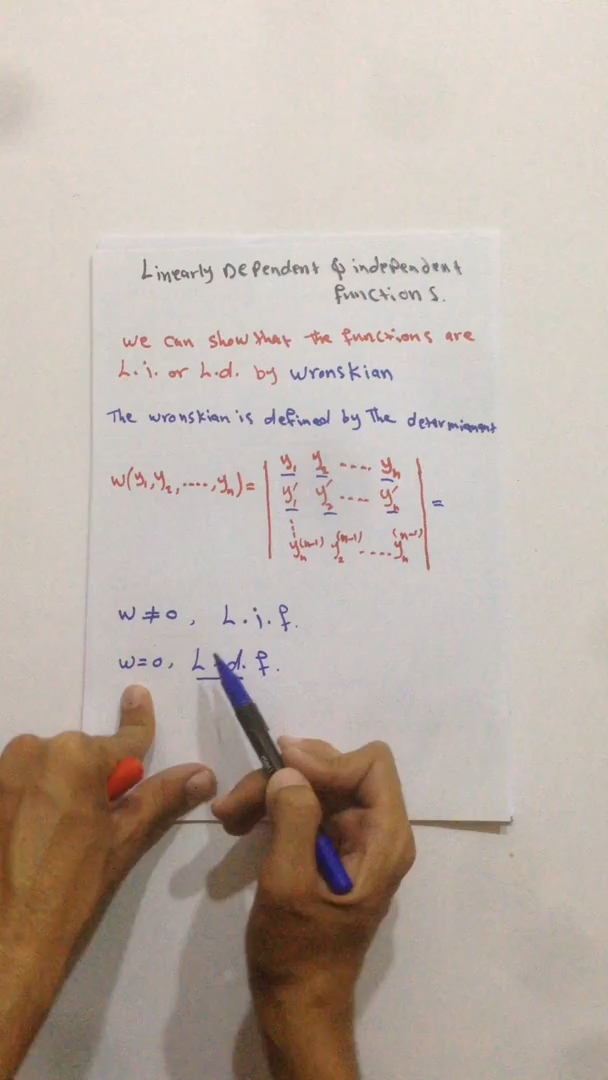 Linearly Dependent & independent
functions.
we can show that the functions are
L.i. or L.d. by wronskian
The wronskian is defined by The determinant
W(y₁,y₂,.....,yₙ) = | y₁ y₂ .... yₙ
y₁′ y₂′ .... yₙ′ | =
⋮
yₙ⁽ⁿ⁻¹⁾ y₂⁽ⁿ⁻¹⁾ .... yₙ⁽ⁿ⁻¹⁾
W ≠ 0, L.i.f.
W = 0, L.d.f.